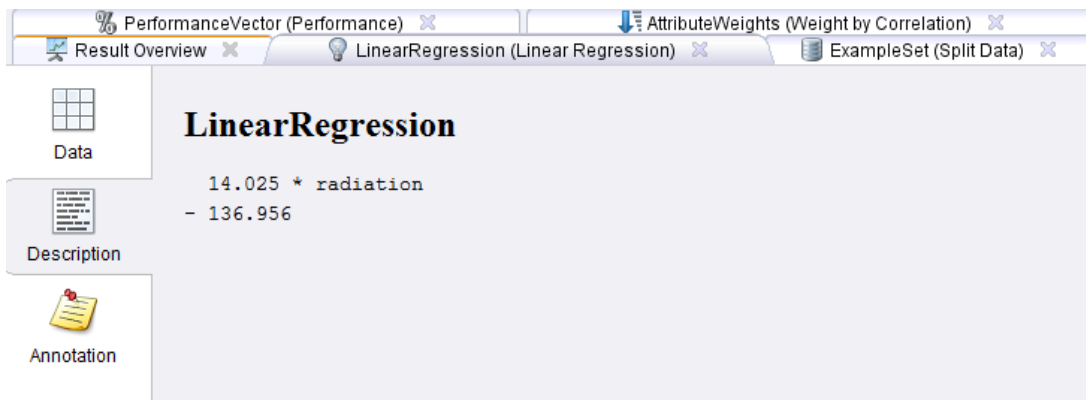 PerformanceVector (Performance)
AttributeWeights (Weight by Correlation)
Result Overview
LinearRegression (Linear Regression)
ExampleSet (Split Data)
Data
LinearRegression
14.025 * radiation
- 136.956
Description
Annotation